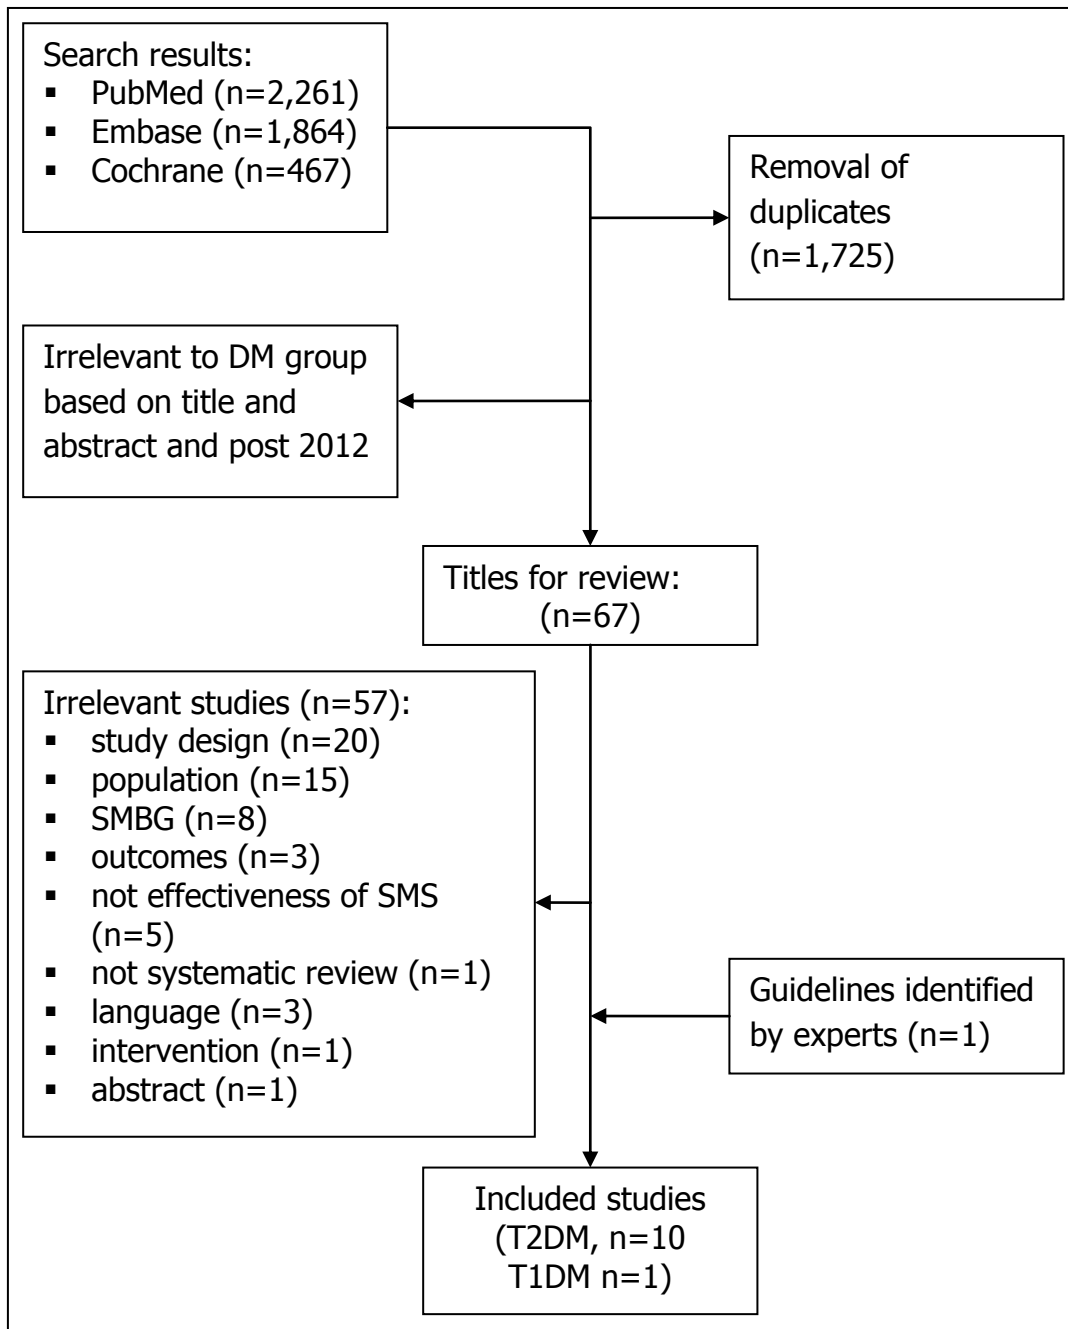 Search results:
▪ PubMed (n=2,261)
▪ Embase (n=1,864)
▪ Cochrane (n=467)
Removal of
duplicates
(n=1,725)
Irrelevant to DM group
based on title and
abstract and post 2012
Titles for review:
(n=67)
Irrelevant studies (n=57):
▪ study design (n=20)
▪ population (n=15)
▪ SMBG (n=8)
▪ outcomes (n=3)
▪ not effectiveness of SMS
(n=5)
▪ not systematic review (n=1)
▪ language (n=3)
▪ intervention (n=1)
▪ abstract (n=1)
Guidelines identified
by experts (n=1)
Included studies
(T2DM, n=10
T1DM n=1)